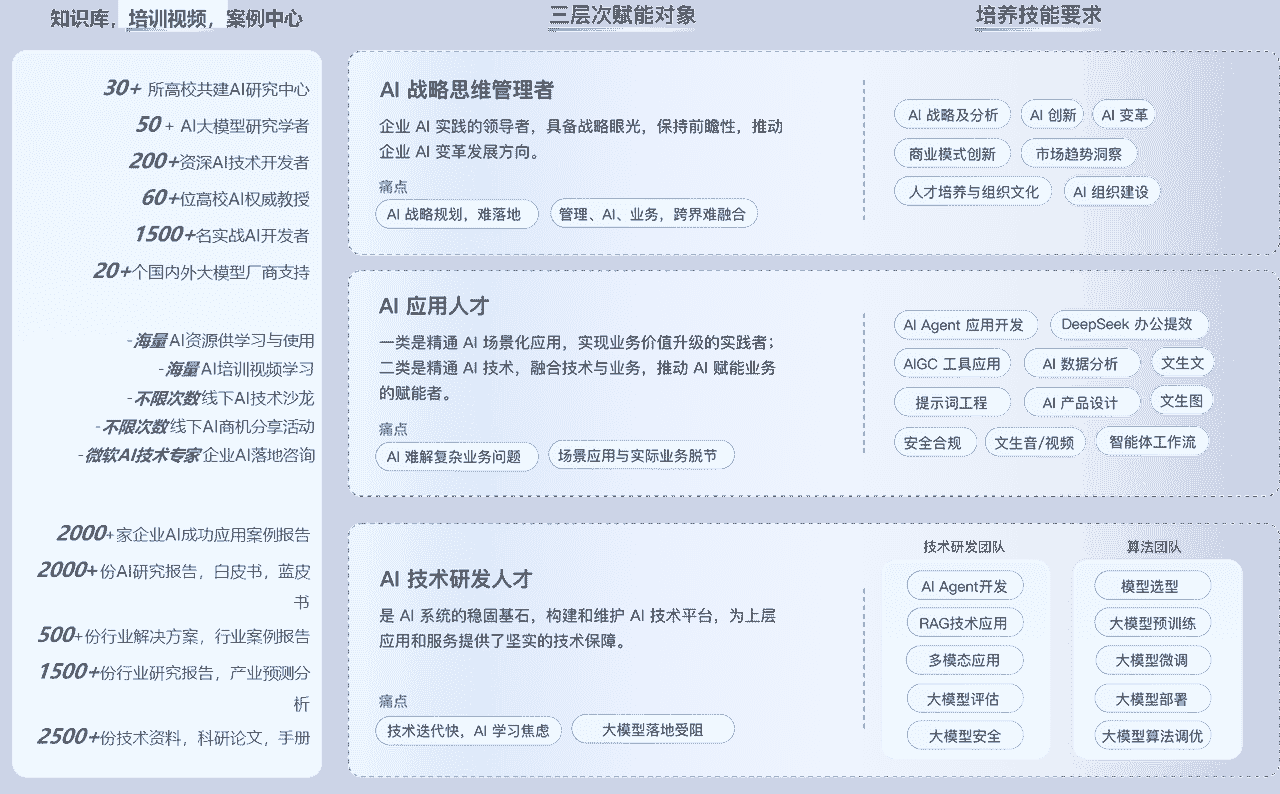 知识库，培训视频，案例中心
30+ 所高校共建AI研究中心
50 + AI大模型研究学者
200+资深AI技术开发者
60+位高校AI权威教授
1500+名实战AI开发者
20+个国内外大模型厂商支持
-海量AI资源供学习与使用
-海量AI培训视频学习
-不限次数线下AI技术沙龙
-不限次数线下AI商机分享活动
-微软AI技术专家企业AI落地咨询
2000+家企业AI成功应用案例报告
2000+份AI研究报告，白皮书，蓝皮
书
500+份行业解决方案，行业案例报告
1500+份行业研究报告，产业预测分
析
2500+份技术资料，科研论文，手册
三层次赋能对象
培养技能要求
AI 战略思维管理者
企业 AI 实践的领导者，具备战略眼光，保持前瞻性，推动
企业 AI 变革发展方向。
痛点
AI 战略规划，难落地
管理、AI、业务，跨界难融合
AI 战略及分析
AI 创新
AI 变革
商业模式创新
市场趋势洞察
人才培养与组织文化
AI 组织建设
AI 应用人才
一类是精通 AI 场景化应用，实现业务价值升级的实践者；
二类是精通 AI 技术，融合技术与业务，推动 AI 赋能业务
的赋能者。
痛点
AI 难解复杂业务问题
场景应用与实际业务脱节
AI Agent 应用开发
DeepSeek 办公提效
AIGC 工具应用
AI 数据分析
文生文
提示词工程
AI 产品设计
文生图
安全合规
文生音/视频
智能体工作流
AI 技术研发人才
是 AI 系统的稳固基石，构建和维护 AI 技术平台，为上层
应用和服务提供了坚实的技术保障。
痛点
技术迭代快，AI 学习焦虑
大模型落地受阻
技术研发团队
AI Agent开发
RAG技术应用
多模态应用
大模型评估
大模型安全
算法团队
模型选型
大模型预训练
大模型微调
大模型部署
大模型算法调优